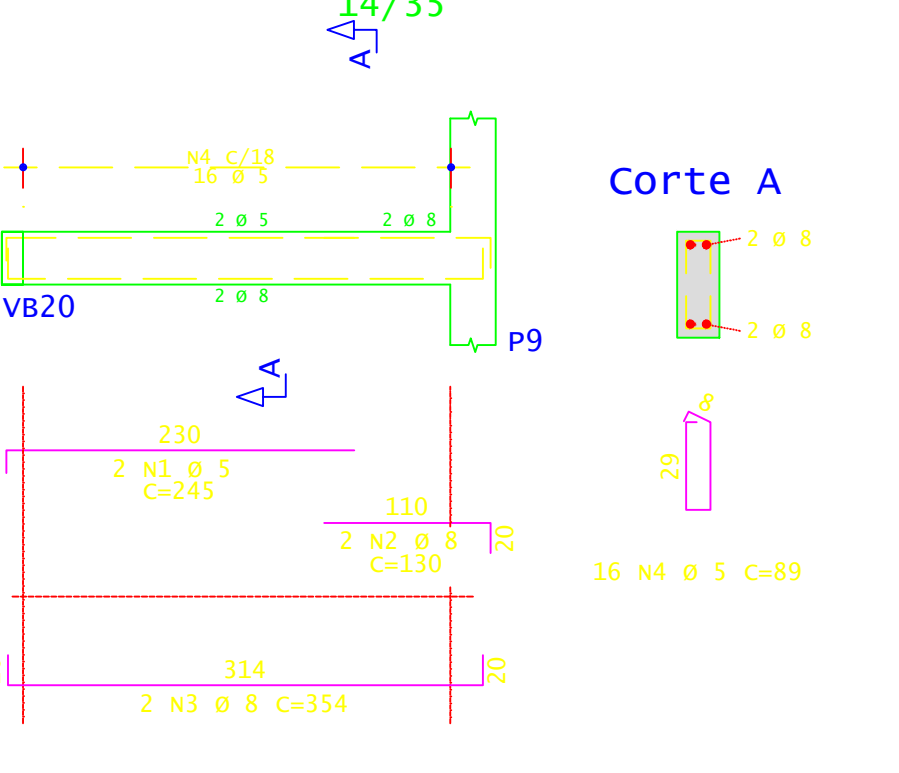 14/35
A
N4 C/18
16 Ø 5
Corte A
2 Ø 5
2 Ø 8
2 Ø 8
2 Ø 8
VB20
2 Ø 8
P9
A
8
230
2 N1 Ø 5
C=245
29
110
20
2 N2 Ø 8
C=130
16 N4 Ø 5 C=89
314
20
2 N3 Ø 8 C=354